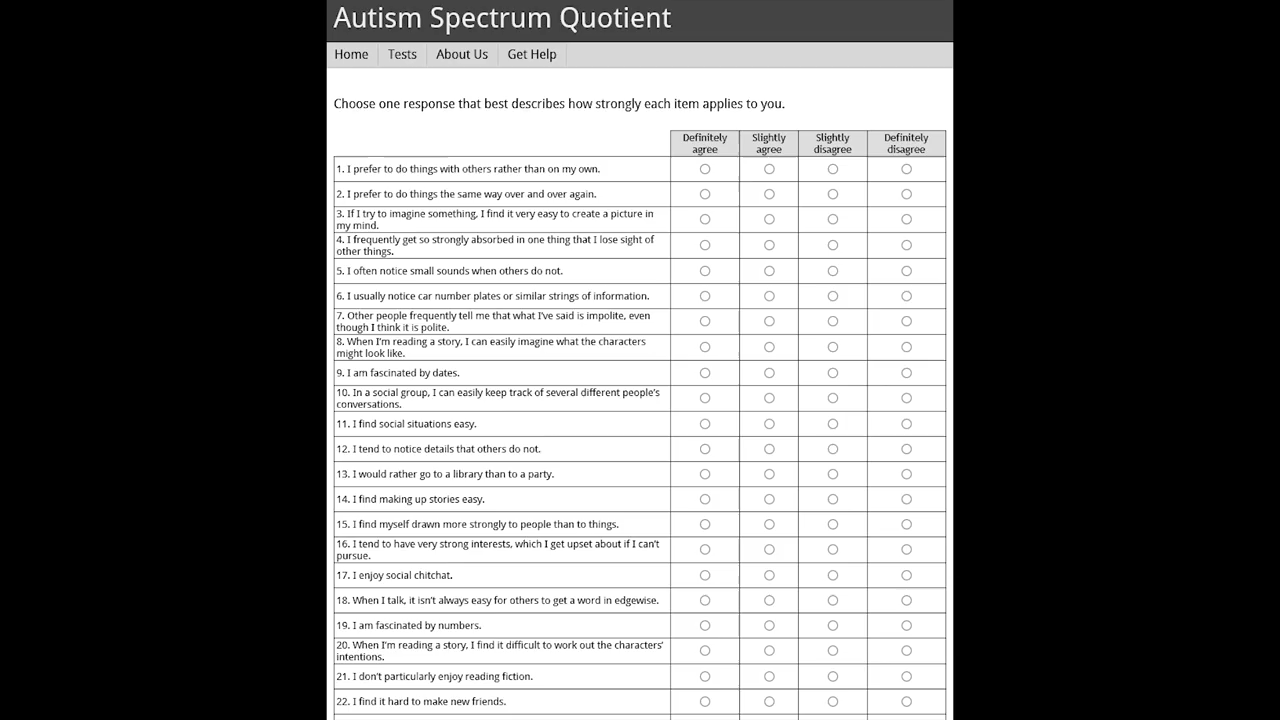 Autism Spectrum Quotient
Home Tests About Us Get Help
Choose one response that best describes how strongly each item applies to you.
Definitely agree Slightly agree Slightly disagree Definitely disagree
1. I prefer to do things with others rather than on my own.
2. I prefer to do things the same way over and over again.
3. If I try to imagine something, I find it very easy to create a picture in
my mind.
4. I frequently get so strongly absorbed in one thing that I lose sight of
other things.
5. I often notice small sounds when others do not.
6. I usually notice car number plates or similar strings of information.
7. Other people frequently tell me that what I've said is impolite, even
though I think it is polite.
8. When I'm reading a story, I can easily imagine what the characters
might look like.
9. I am fascinated by dates.
10. In a social group, I can easily keep track of several different people's
conversations.
11. I find social situations easy.
12. I tend to notice details that others do not.
13. I would rather go to a library than to a party.
14. I find making up stories easy.
15. I find myself drawn more strongly to people than to things.
16. I tend to have very strong interests, which I get upset about if I can't
pursue.
17. I enjoy social chitchat.
18. When I talk, it isn't always easy for others to get a word in edgewise.
19. I am fascinated by numbers.
20. When I'm reading a story, I find it difficult to work out the characters'
intentions.
21. I don't particularly enjoy reading fiction.
22. I find it hard to make new friends.